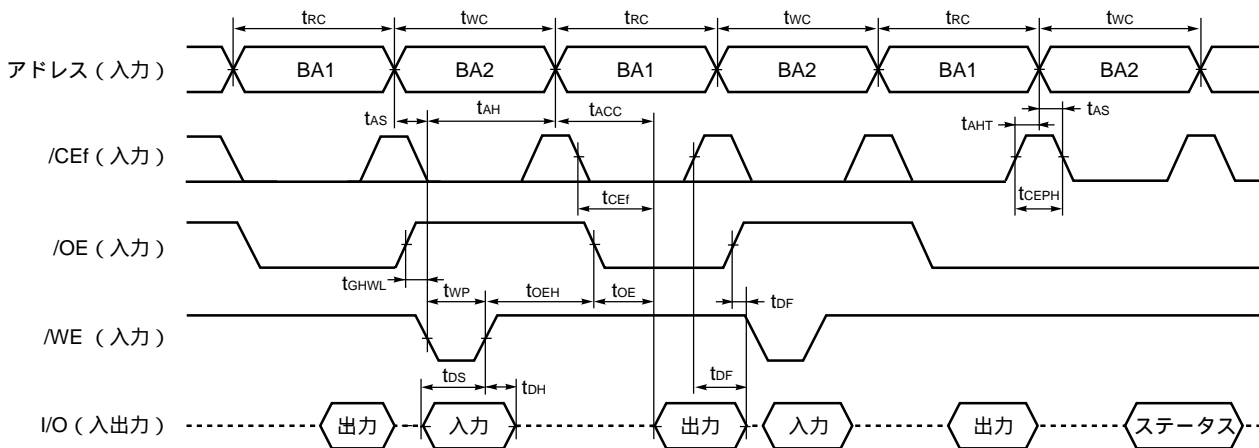 tRC tWC tRC tWC tRC tWC
アドレス（入力） BA1 BA2 BA1 BA2 BA1 BA2
tAS tAH tACC tAHT tAS
/CEf（入力）
tCEf tCEPH
/OE（入力）
tGHWL tWP tOEH tOE tDF
/WE（入力）
tDS tDH tDF
I/O（入出力） 出力 入力 出力 入力 出力 ステータス